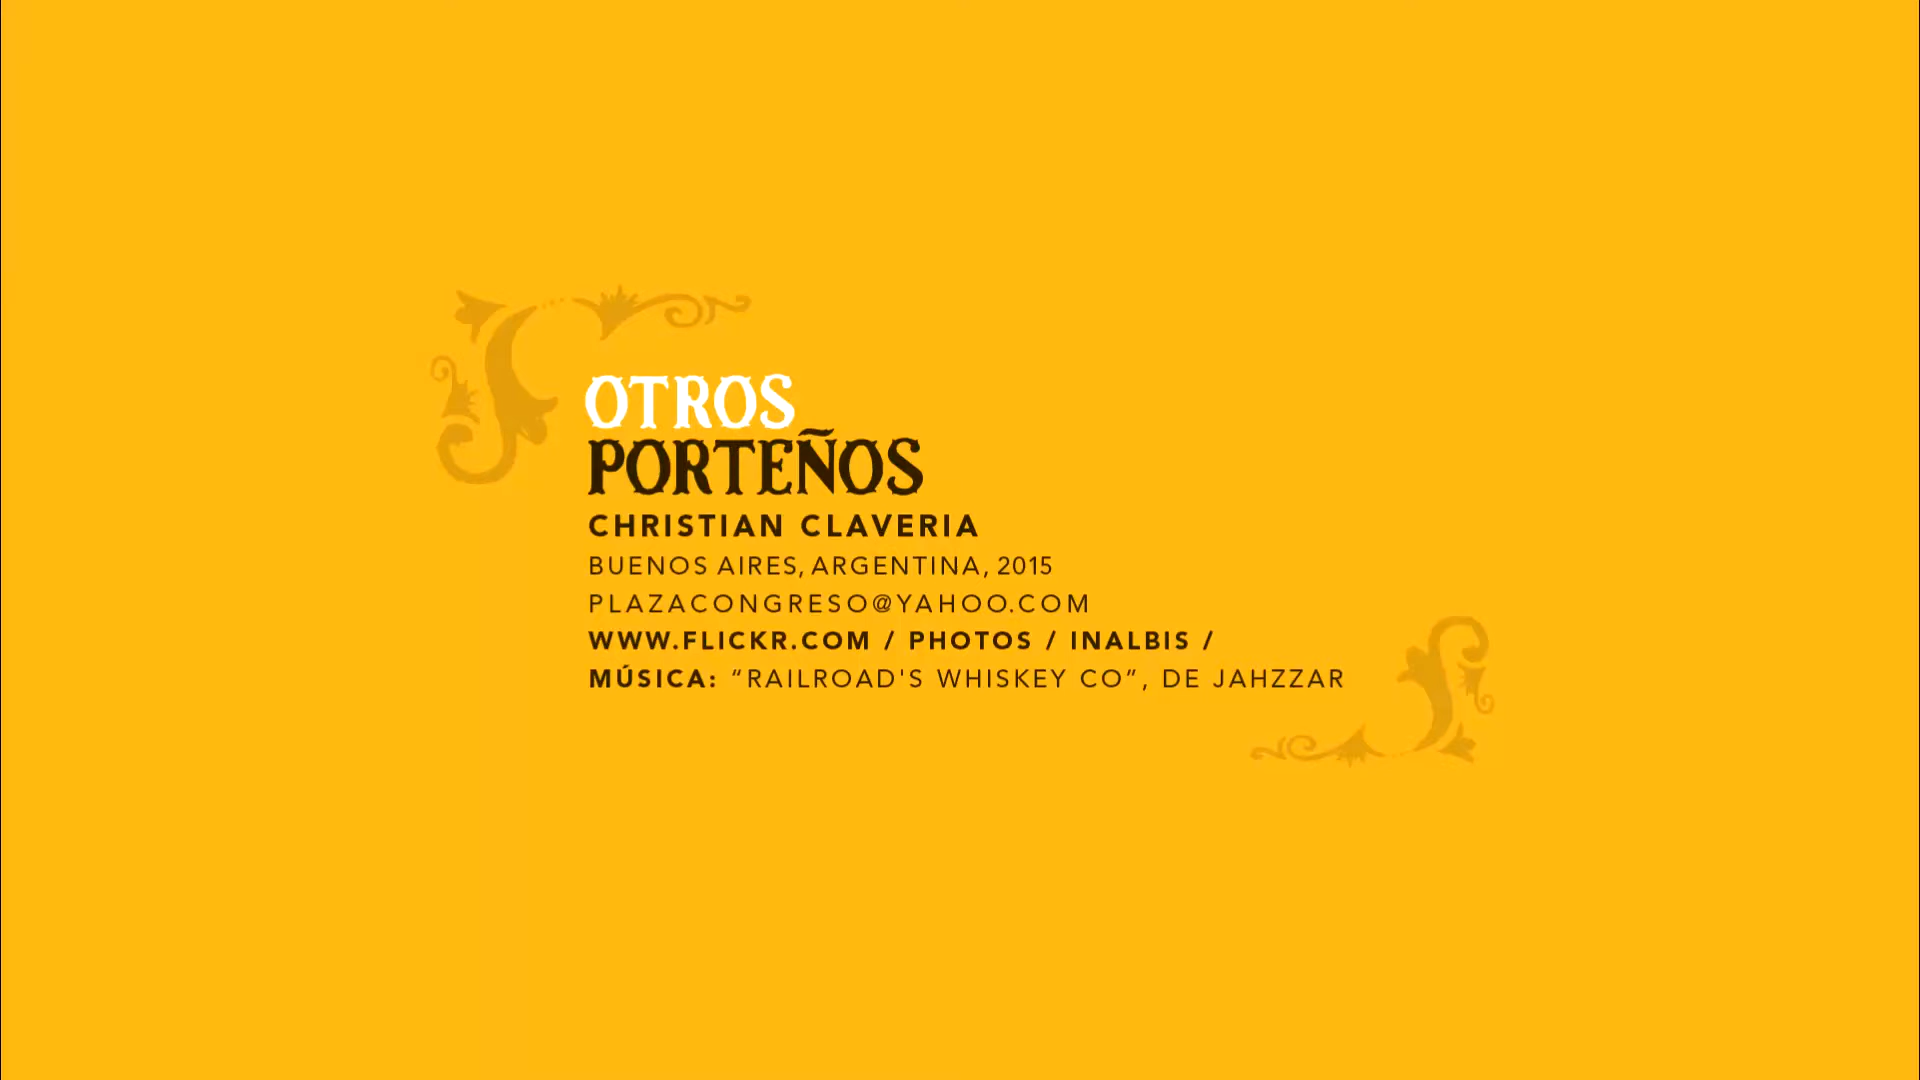 OTROS
PORTEÑOS
CHRISTIAN CLAVERIA
BUENOS AIRES, ARGENTINA, 2015
PLAZACONGRESO@YAHOO.COM
WWW.FLICKR.COM / PHOTOS / INALBIS /
MÚSICA: “RAILROAD'S WHISKEY CO”, DE JAHZZAR